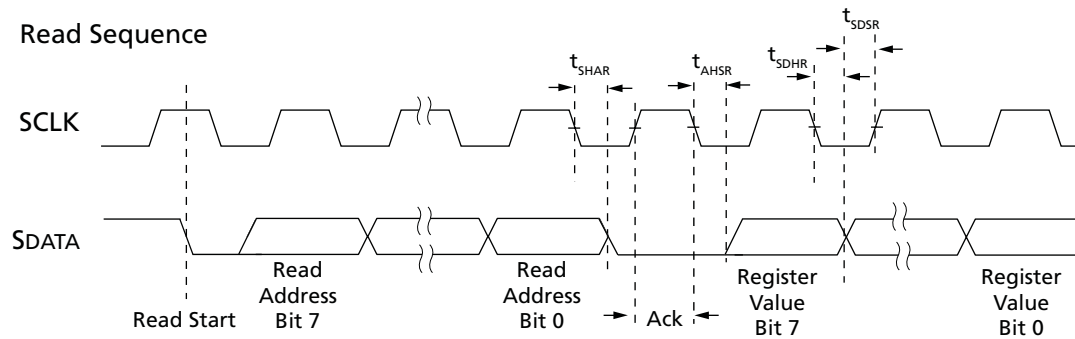 Read Sequence
tSDSR
tSHAR
tAHSR
tSDHR
SCLK
SDATA
Read
Address
Bit 7
Read
Address
Bit 0
Register
Value
Bit 7
Register
Value
Bit 0
Read Start
Ack